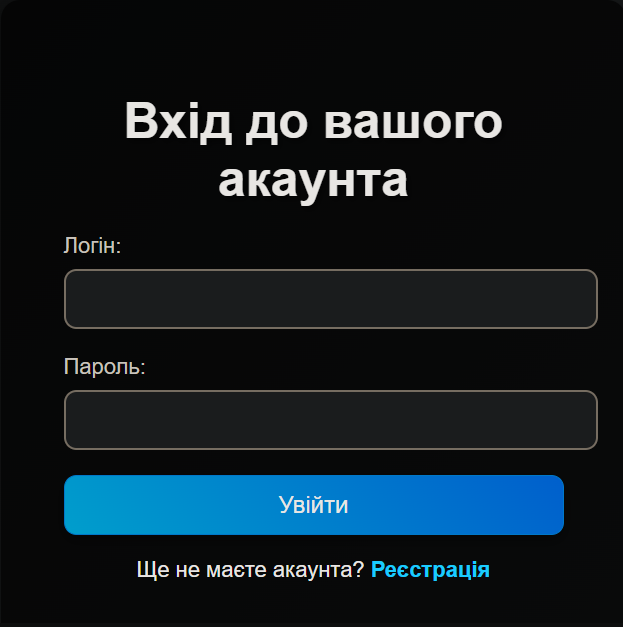 Вхід до вашого
акаунта
Логін:
Пароль:
Увійти
Ще не маєте акаунта? Реєстрація